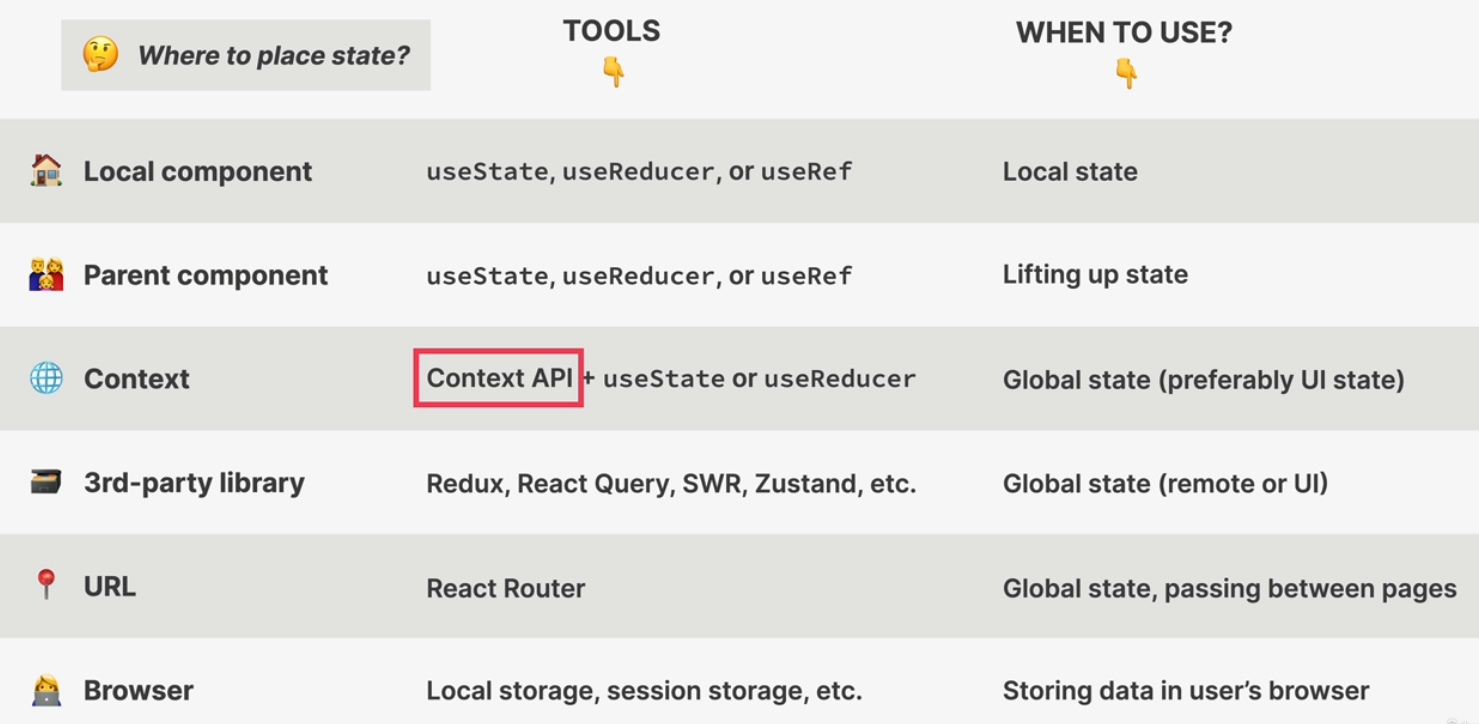 Where to place state? TOOLS WHEN TO USE?
Local component useState, useReducer, or useRef Local state
Parent component useState, useReducer, or useRef Lifting up state
Context Context API + useState or useReducer Global state (preferably UI state)
3rd-party library Redux, React Query, SWR, Zustand, etc. Global state (remote or UI)
URL React Router Global state, passing between pages
Browser Local storage, session storage, etc. Storing data in user’s browser